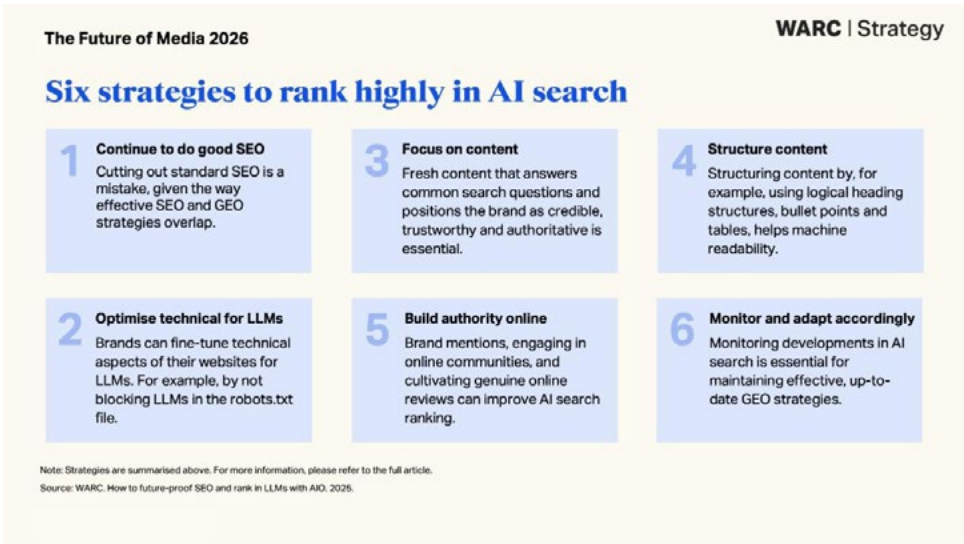 The Future of Media 2026
WARC | Strategy
Six strategies to rank highly in AI search
1
Continue to do good SEO
Cutting out standard SEO is a
mistake, given the way
effective SEO and GEO
strategies overlap.
2
Optimise technical for LLMs
Brands can fine-tune technical
aspects of their websites for
LLMs. For example, by not
blocking LLMs in the robots.txt
file.
3
Focus on content
Fresh content that answers
common search questions and
positions the brand as credible,
trustworthy and authoritative is
essential.
4
Structure content
Structuring content by, for
example, using logical heading
structures, bullet points and
tables, helps machine
readability.
5
Build authority online
Brand mentions, engaging in
online communities, and
cultivating genuine online
reviews can improve AI search
ranking.
6
Monitor and adapt accordingly
Monitoring developments in AI
search is essential for
maintaining effective, up-to-
date GEO strategies.
Note: Strategies are summarised above. For more information, please refer to the full article.
Source: WARC. How to future-proof SEO and rank in LLMs with AIO. 2025.